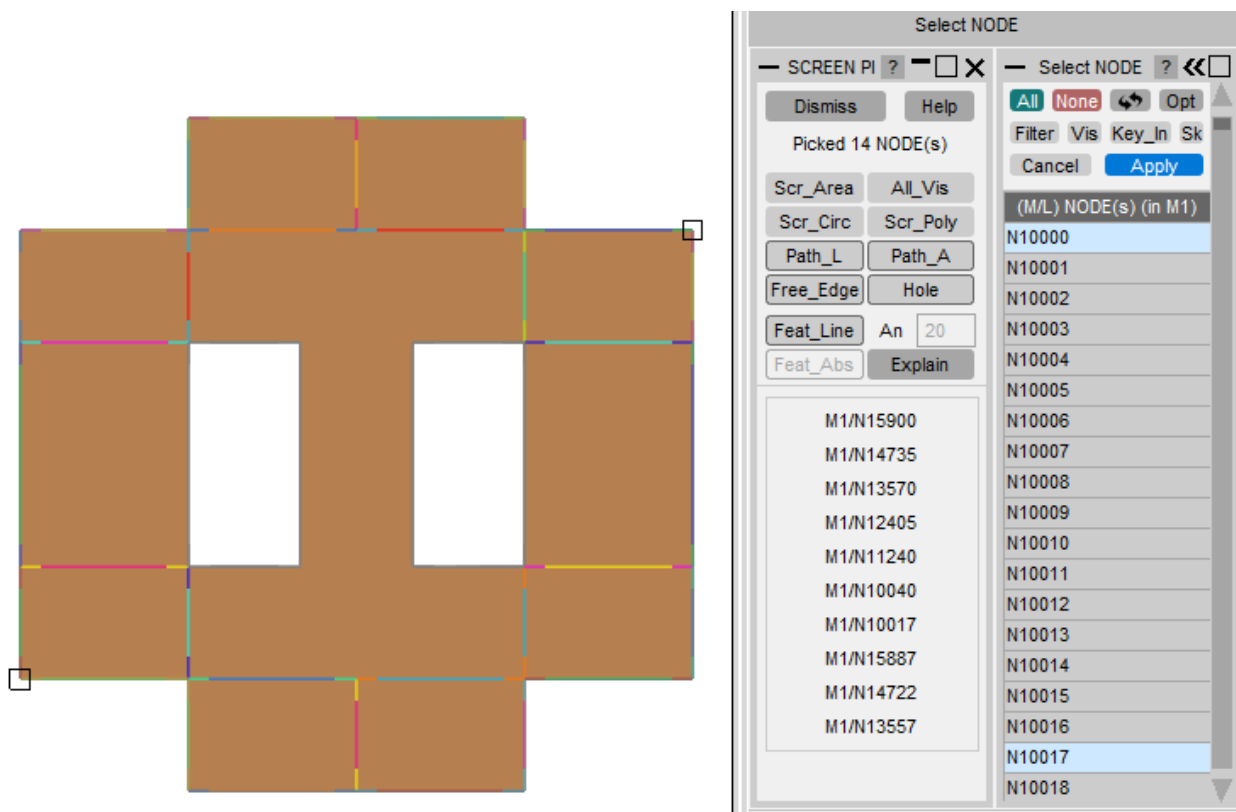 Select NODE
SCREEN PI ?
Dismiss Help
Picked 14 NODE(s)
Scr_Area All_Vis
Scr_Circ Scr_Poly
Path_L Path_A
Free_Edge Hole
Feat_Line An 20
Feat_Abs Explain
M1/N15900
M1/N14735
M1/N13570
M1/N12405
M1/N11240
M1/N10040
M1/N10017
M1/N15887
M1/N14722
M1/N13557
Select NODE ?
All None Opt
Filter Vis Key_In Sk
Cancel Apply
(M/L) NODE(s) (in M1)
N10000
N10001
N10002
N10003
N10004
N10005
N10006
N10007
N10008
N10009
N10010
N10011
N10012
N10013
N10014
N10015
N10016
N10017
N10018